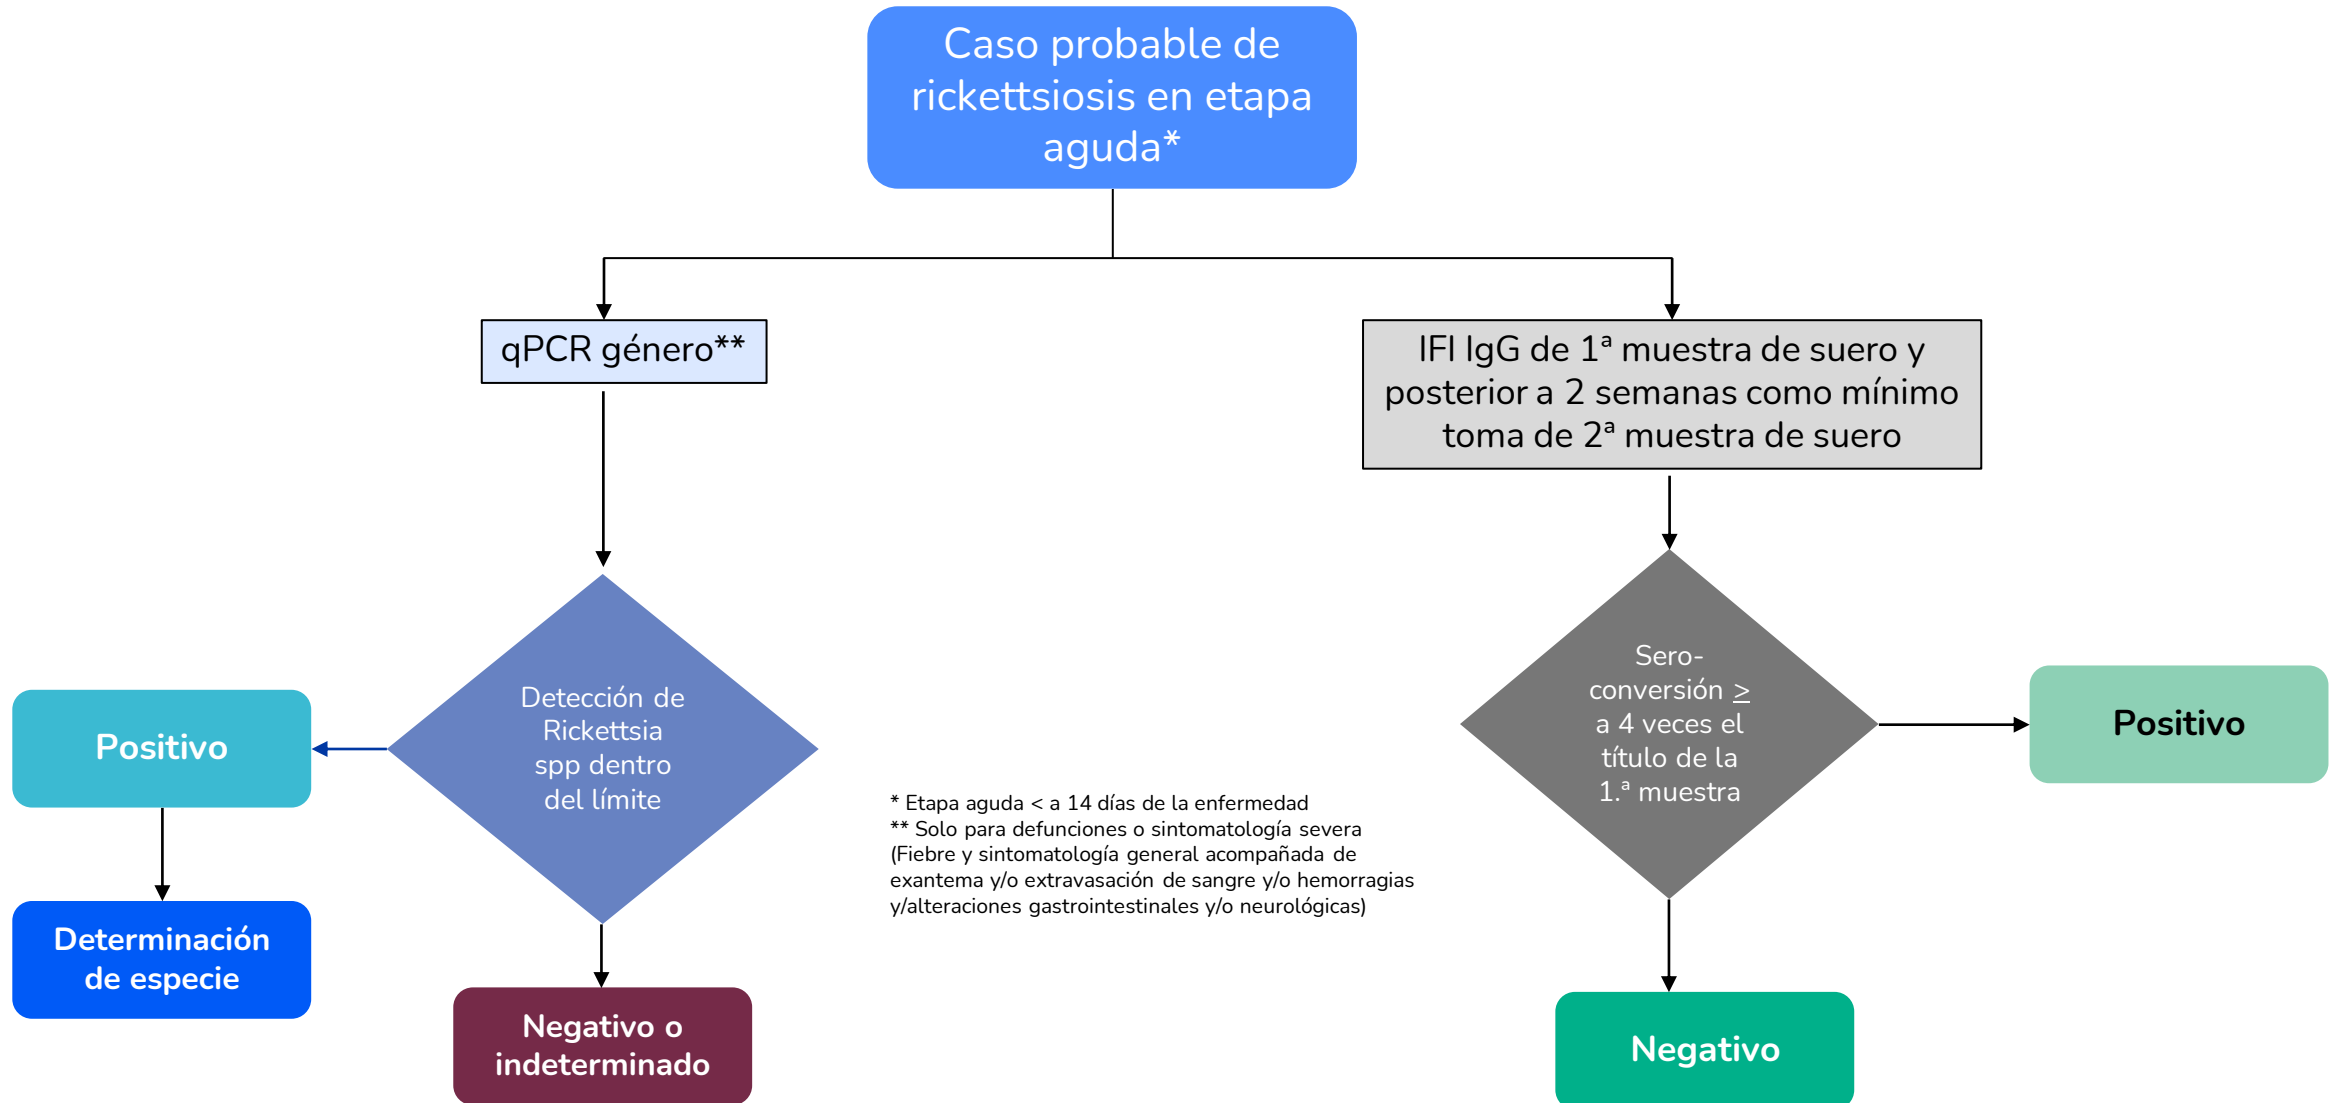 Caso probable de
rickettsiosis en etapa
aguda*
qPCR género**
IFI IgG de 1ª muestra de suero y
posterior a 2 semanas como mínimo
toma de 2ª muestra de suero
Detección de
Rickettsia
spp dentro
del límite
Sero-
conversión ≥
a 4 veces el
título de la
1.ª muestra
Positivo
Positivo
* Etapa aguda < a 14 días de la enfermedad
** Solo para defunciones o sintomatología severa
(Fiebre y sintomatología general acompañada de
exantema y/o extravasación de sangre y/o hemorragias
y/alteraciones gastrointestinales y/o neurológicas)
Determinación
de especie
Negativo o
indeterminado
Negativo